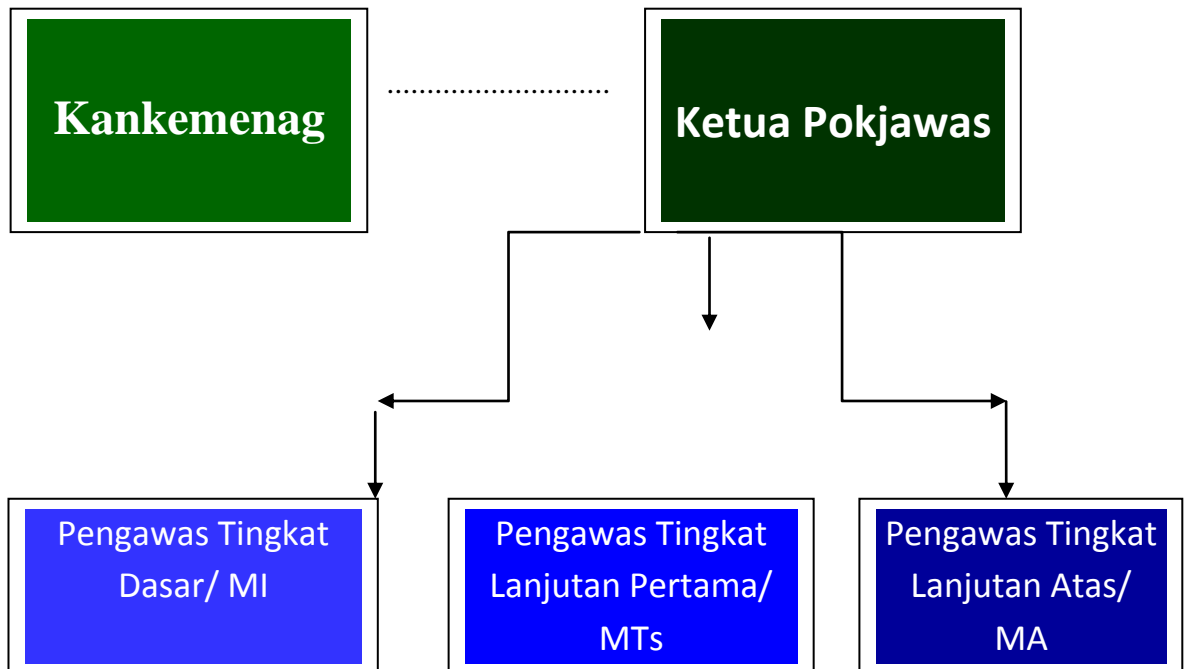 Kankemenag
Ketua Pokjawas
Pengawas Tingkat
Dasar/ MI
Pengawas Tingkat
Lanjutan Pertama/
MTs
Pengawas Tingkat
Lanjutan Atas/
MA